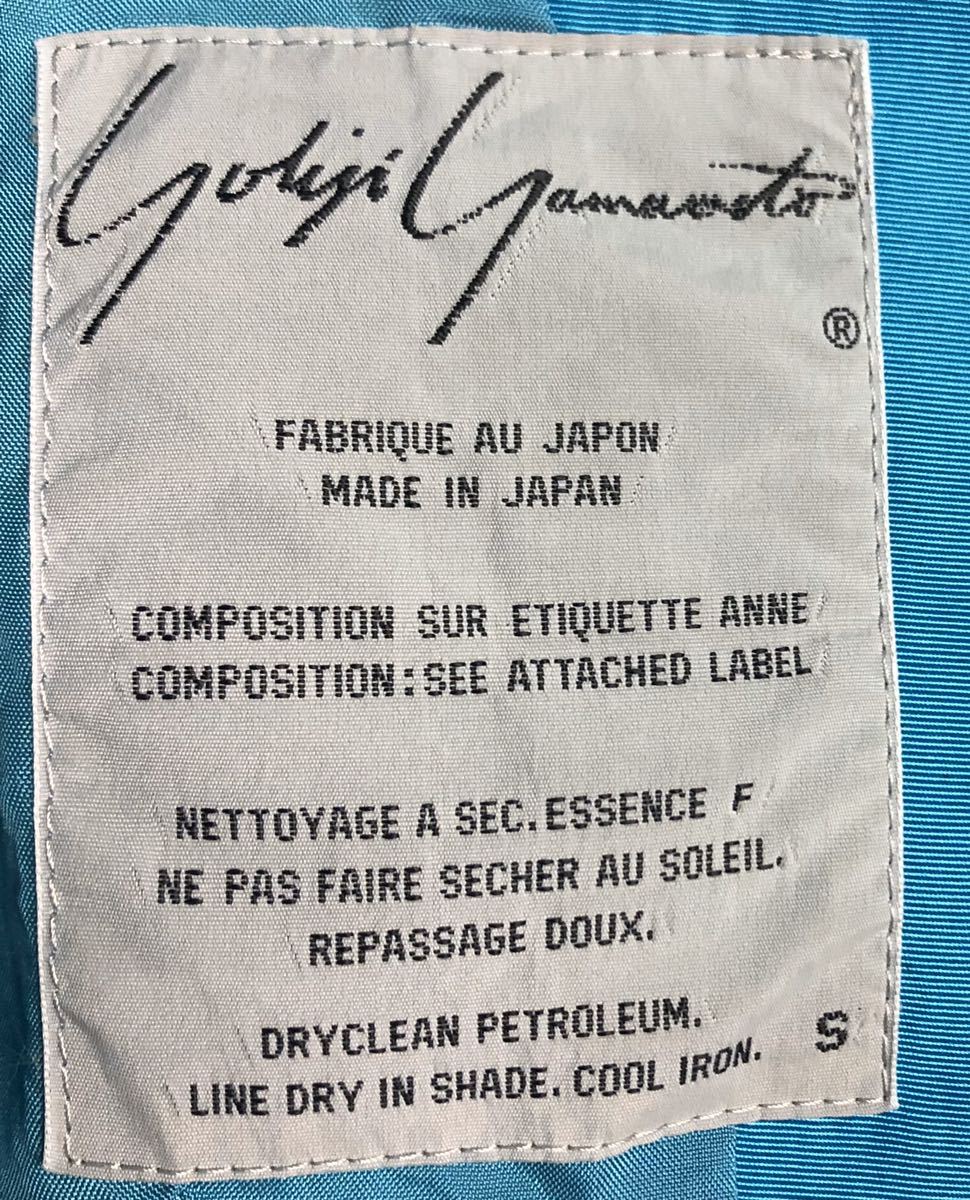 Yohji Yamamoto
®
FABRIQUE AU JAPON
MADE IN JAPAN
COMPOSITION SUR ETIQUETTE ANNE
COMPOSITION:SEE ATTACHED LABEL
NETTOYAGE A SEC.ESSENCE F
NE PAS FAIRE SECHER AU SOLEIL.
REPASSAGE DOUX.
DRYCLEAN PETROLEUM.
LINE DRY IN SHADE.COOL IRON.
S